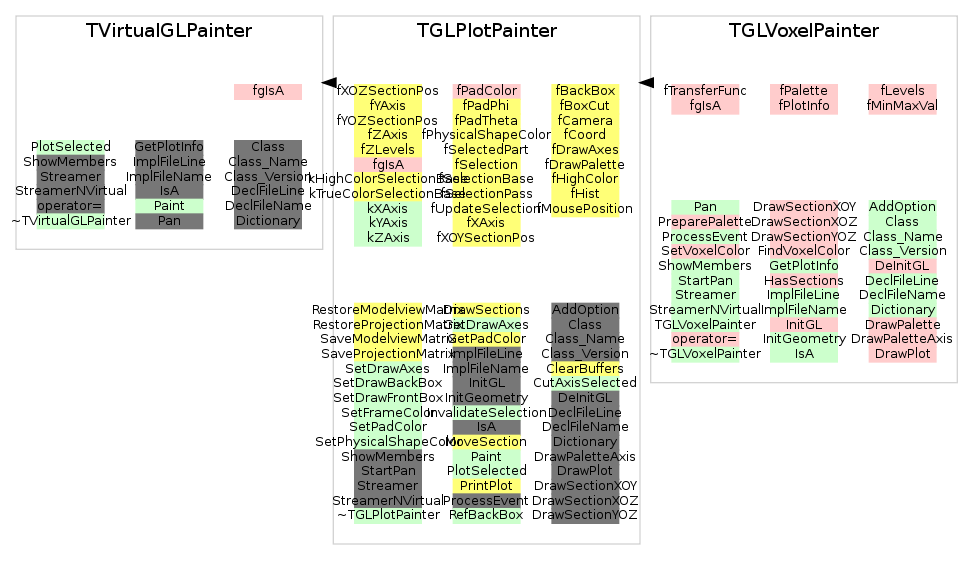 TVirtualGLPainter
fgIsA
PlotSelected GetPlotInfo Class
ShowMembers ImplFileLine Class_Name
Streamer ImplFileName Class_Version
StreamerNVirtual IsA DeclFileLine
operator= Paint DeclFileName
~TVirtualGLPainter Pan Dictionary
TGLPlotPainter
fXOZSectionPos fPadColor fBackBox
fYAxis fPadPhi fBoxCut
fYOZSectionPos fPadTheta fCamera
fZAxis fPhysicalShapeColor fCoord
fZLevels fSelectedPart fDrawAxes
fgIsA fSelection fDrawPalette
kHighColorSelectionBase fSelectionBase fHighColor
kTrueColorSelectionBase fSelectionPass fHist
kXAxis fUpdateSelection fMousePosition
kYAxis fXAxis
kZAxis fXOYSectionPos
RestoreModelviewMatrix DrawSections AddOption
RestoreProjectionMatrix GetDrawAxes Class
SaveModelviewMatrix GetPadColor Class_Name
SaveProjectionMatrix ImplFileLine Class_Version
SetDrawAxes ImplFileName ClearBuffers
SetDrawBackBox InitGL CutAxisSelected
SetDrawFrontBox InitGeometry DeInitGL
SetFrameColor InvalidateSelection DeclFileLine
SetPadColor IsA DeclFileName
SetPhysicalShapeColor MoveSection Dictionary
ShowMembers Paint DrawPaletteAxis
StartPan PlotSelected DrawPlot
Streamer PrintPlot DrawSectionXOY
StreamerNVirtual ProcessEvent DrawSectionXOZ
~TGLPlotPainter RefBackBox DrawSectionYOZ
TGLVoxelPainter
fTransferFunc fPalette fLevels
fgIsA fPlotInfo fMinMaxVal
Pan DrawSectionXOY AddOption
PreparePalette DrawSectionXOZ Class
ProcessEvent DrawSectionYOZ Class_Name
SetVoxelColor FindVoxelColor Class_Version
ShowMembers GetPlotInfo DeInitGL
StartPan HasSections DeclFileLine
Streamer ImplFileLine DeclFileName
StreamerNVirtual ImplFileName Dictionary
TGLVoxelPainter InitGL DrawPalette
operator= InitGeometry DrawPaletteAxis
~TGLVoxelPainter IsA DrawPlot